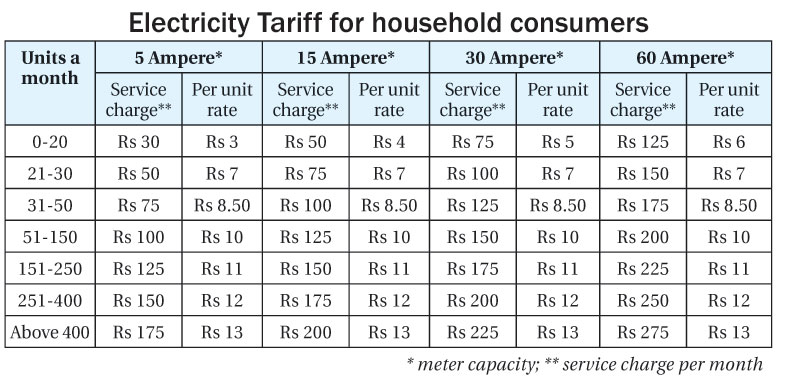 Electricity Tariff for household consumers
Units a month 5 Ampere* 15 Ampere* 30 Ampere* 60 Ampere*
Service charge** Per unit rate Service charge** Per unit rate Service charge** Per unit rate Service charge** Per unit rate
0-20 Rs 30 Rs 3 Rs 50 Rs 4 Rs 75 Rs 5 Rs 125 Rs 6
21-30 Rs 50 Rs 7 Rs 75 Rs 7 Rs 100 Rs 7 Rs 150 Rs 7
31-50 Rs 75 Rs 8.50 Rs 100 Rs 8.50 Rs 125 Rs 8.50 Rs 175 Rs 8.50
51-150 Rs 100 Rs 10 Rs 125 Rs 10 Rs 150 Rs 10 Rs 200 Rs 10
151-250 Rs 125 Rs 11 Rs 150 Rs 11 Rs 175 Rs 11 Rs 225 Rs 11
251-400 Rs 150 Rs 12 Rs 175 Rs 12 Rs 200 Rs 12 Rs 250 Rs 12
Above 400 Rs 175 Rs 13 Rs 200 Rs 13 Rs 225 Rs 13 Rs 275 Rs 13
* meter capacity; ** service charge per month